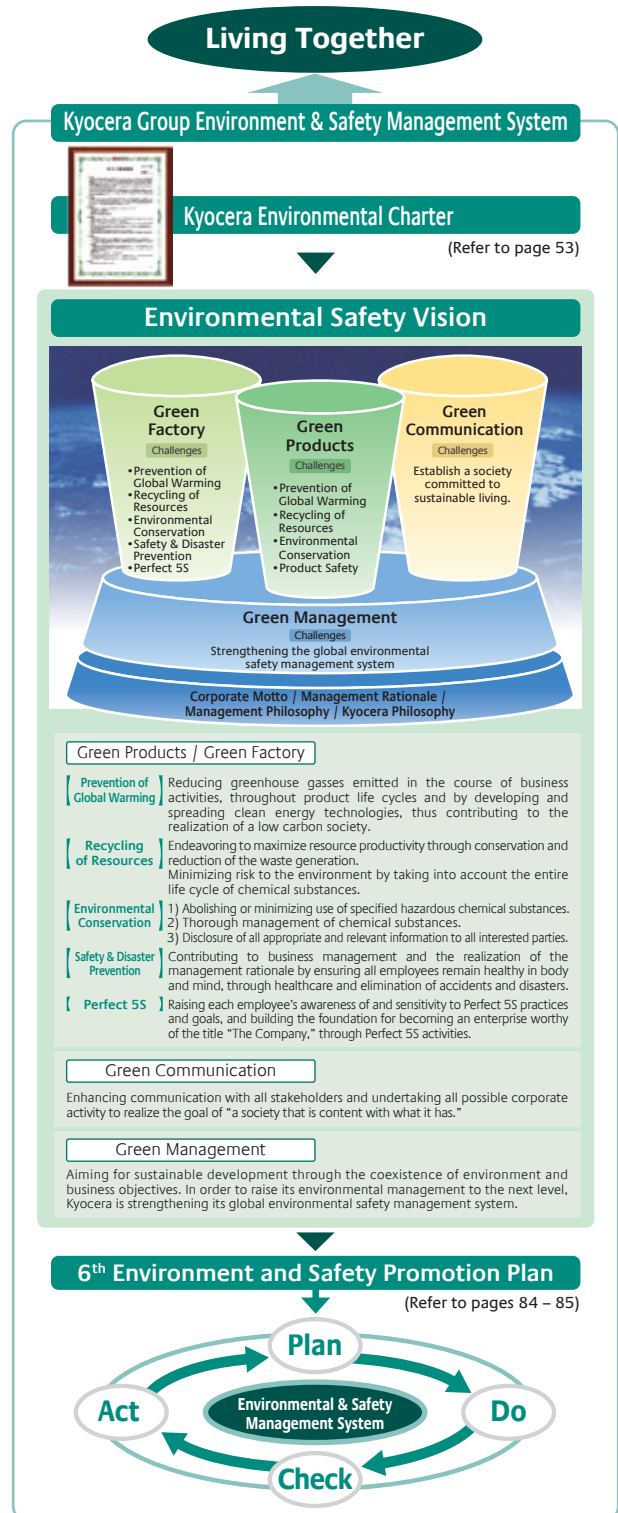 Living Together
Kyocera Group Environment & Safety Management System
Kyocera Environmental Charter
(Refer to page 53)
Environmental Safety Vision
Green
Factory
Challenges
•Prevention of
Global Warming
•Recycling of
Resources
•Environmental
Conservation
•Safety & Disaster
Prevention
•Perfect 5S
Green
Products
Challenges
•Prevention of
Global Warming
•Recycling of
Resources
•Environmental
Conservation
•Product Safety
Green
Communication
Challenges
Establish a society
committed to
sustainable living.
Green Management
Challenges
Strengthening the global environmental
safety management system
Corporate Motto / Management Rationale /
Management Philosophy / Kyocera Philosophy
Green Products / Green Factory
【Prevention of
Global Warming】
Reducing greenhouse gasses emitted in the course of business
activities, throughout product life cycles and by developing and
spreading clean energy technologies, thus contributing to the
realization of a low carbon society.
【Recycling
of Resources】
Endeavoring to maximize resource productivity through conservation and
reduction of the waste generation.
Minimizing risk to the environment by taking into account the entire
life cycle of chemical substances.
【Environmental
Conservation】
1) Abolishing or minimizing use of specified hazardous chemical substances.
2) Thorough management of chemical substances.
3) Disclosure of all appropriate and relevant information to all interested parties.
【Safety & Disaster
Prevention】
Contributing to business management and the realization of the
management rationale by ensuring all employees remain healthy in body
and mind, through healthcare and elimination of accidents and disasters.
【Perfect 5S】
Raising each employee's awareness of and sensitivity to Perfect 5S practices
and goals, and building the foundation for becoming an enterprise worthy
of the title “The Company,” through Perfect 5S activities.
Green Communication
Enhancing communication with all stakeholders and undertaking all possible corporate
activity to realize the goal of “a society that is content with what it has.”
Green Management
Aiming for sustainable development through the coexistence of environment and
business objectives. In order to raise its environmental management to the next level,
Kyocera is strengthening its global environmental safety management system.
6th Environment and Safety Promotion Plan
(Refer to pages 84 – 85)
Plan
Act
Environmental & Safety
Management System
Do
Check